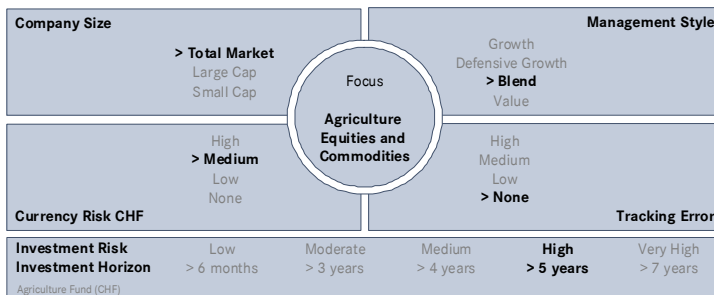 Company Size
> Total Market
Large Cap
Small Cap
Management Style
Growth
Defensive Growth
> Blend
Value
Focus
Agriculture
Equities and
Commodities
High
> Medium
Low
None
Currency Risk CHF
High
Medium
Low
> None
Tracking Error
Investment Risk Low Moderate Medium High Very High
Investment Horizon > 6 months > 3 years > 4 years > 5 years > 7 years
Agriculture Fund (CHF)